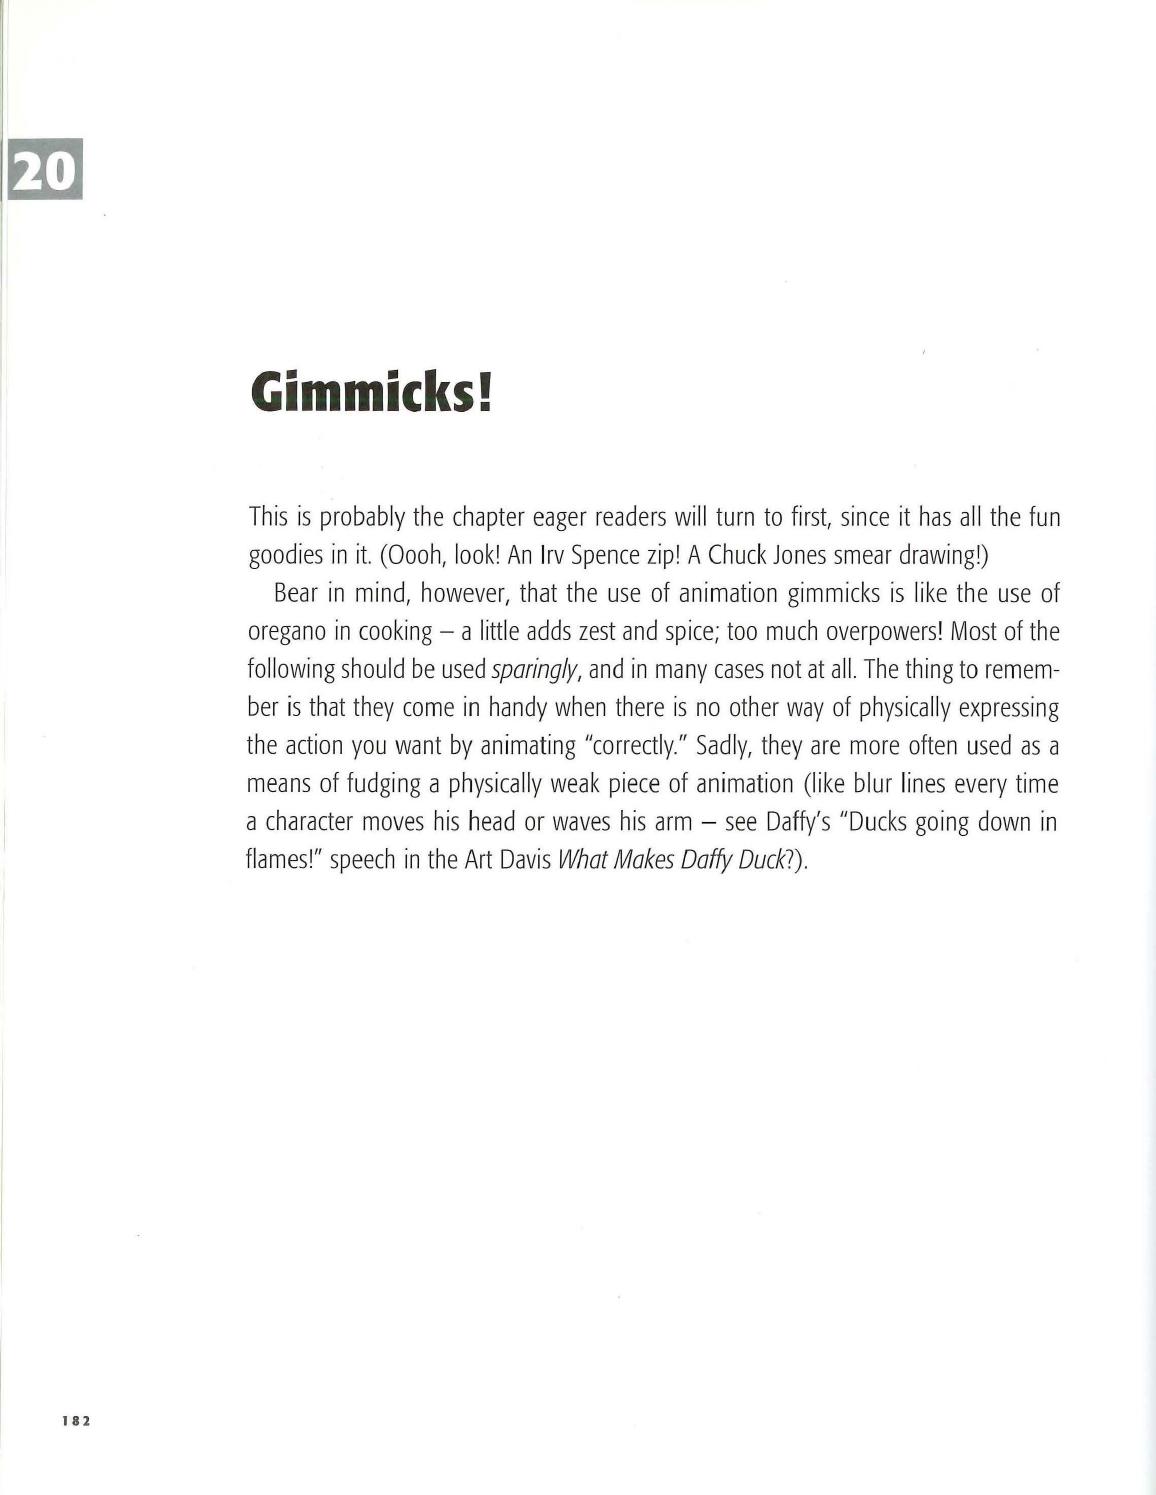 20
Gimmicks!
This is probably the chapter eager readers will turn to first, since it has all the fun
goodies in it. (Oooh, look! An Irv Spence zip! A Chuck Jones smear drawing!)
Bear in mind, however, that the use of animation gimmicks is like the use of
oregano in cooking – a little adds zest and spice; too much overpowers! Most of the
following should be used sparingly, and in many cases not at all. The thing to remem-
ber is that they come in handy when there is no other way of physically expressing
the action you want by animating "correctly." Sadly, they are more often used as a
means of fudging a physically weak piece of animation (like blur lines every time
a character moves his head or waves his arm – see Daffy's "Ducks going down in
flames!" speech in the Art Davis What Makes Daffy Duck?).
182